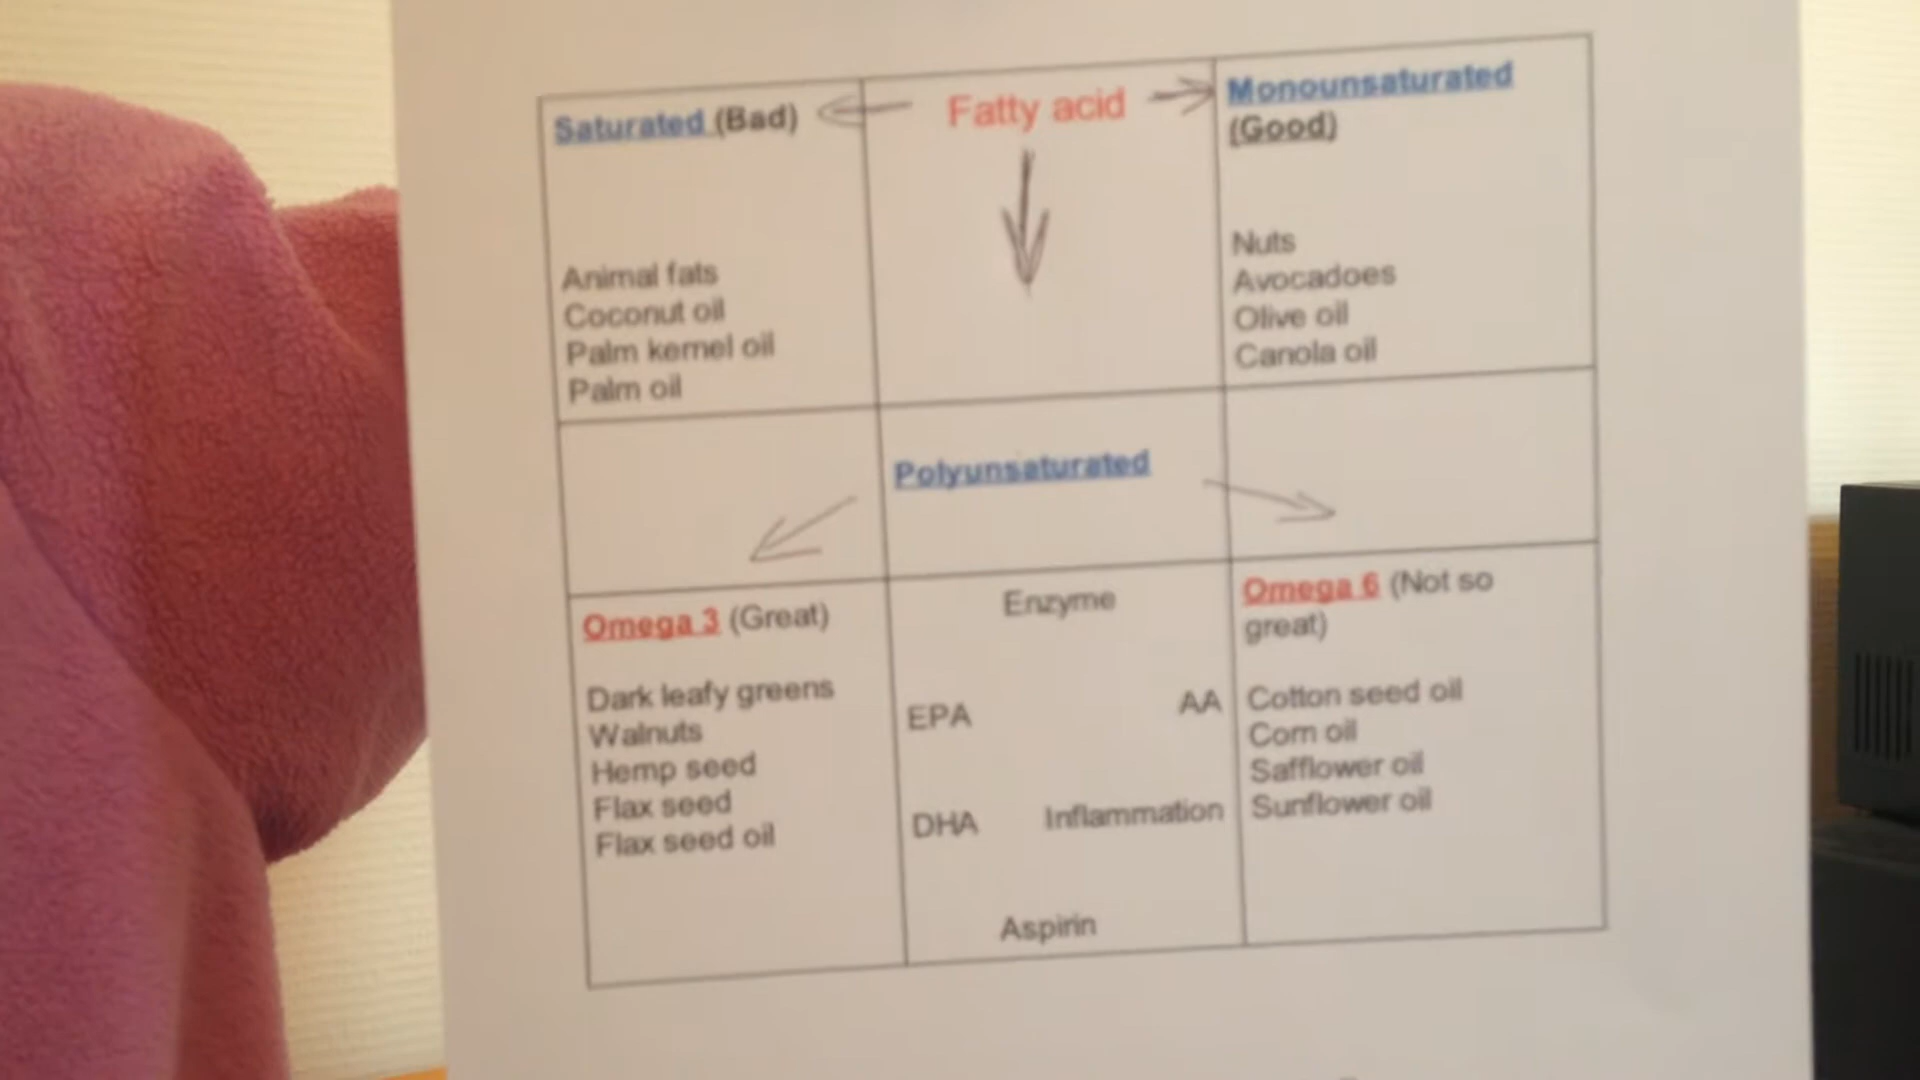 Saturated (Bad)
Animal fats
Coconut oil
Palm kernel oil
Palm oil
Fatty acid
Monounsaturated
(Good)
Nuts
Avocadoes
Olive oil
Canola oil
Polyunsaturated
Omega 3 (Great)
Dark leafy greens
Walnuts
Hemp seed
Flax seed
Flax seed oil
Enzyme
EPA AA
DHA Inflammation
Aspirin
Omega 6 (Not so
great)
Cotton seed oil
Corn oil
Safflower oil
Sunflower oil